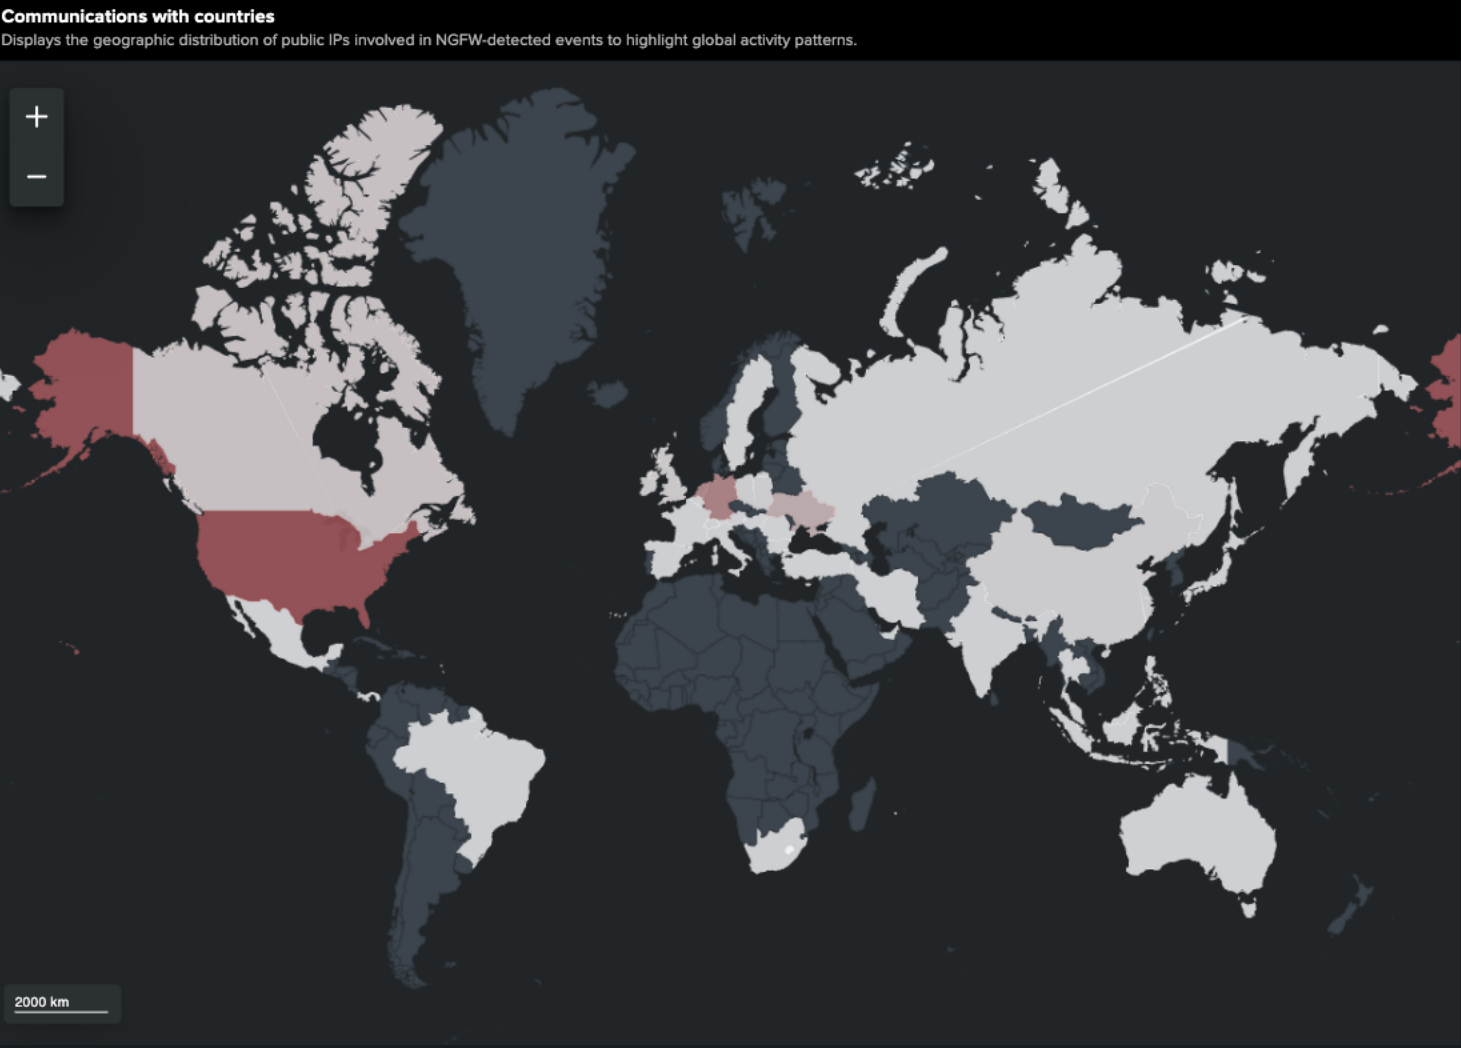 Communications with countries
Displays the geographic distribution of public IPs involved in NGFW-detected events to highlight global activity patterns.
+
−
2000 km